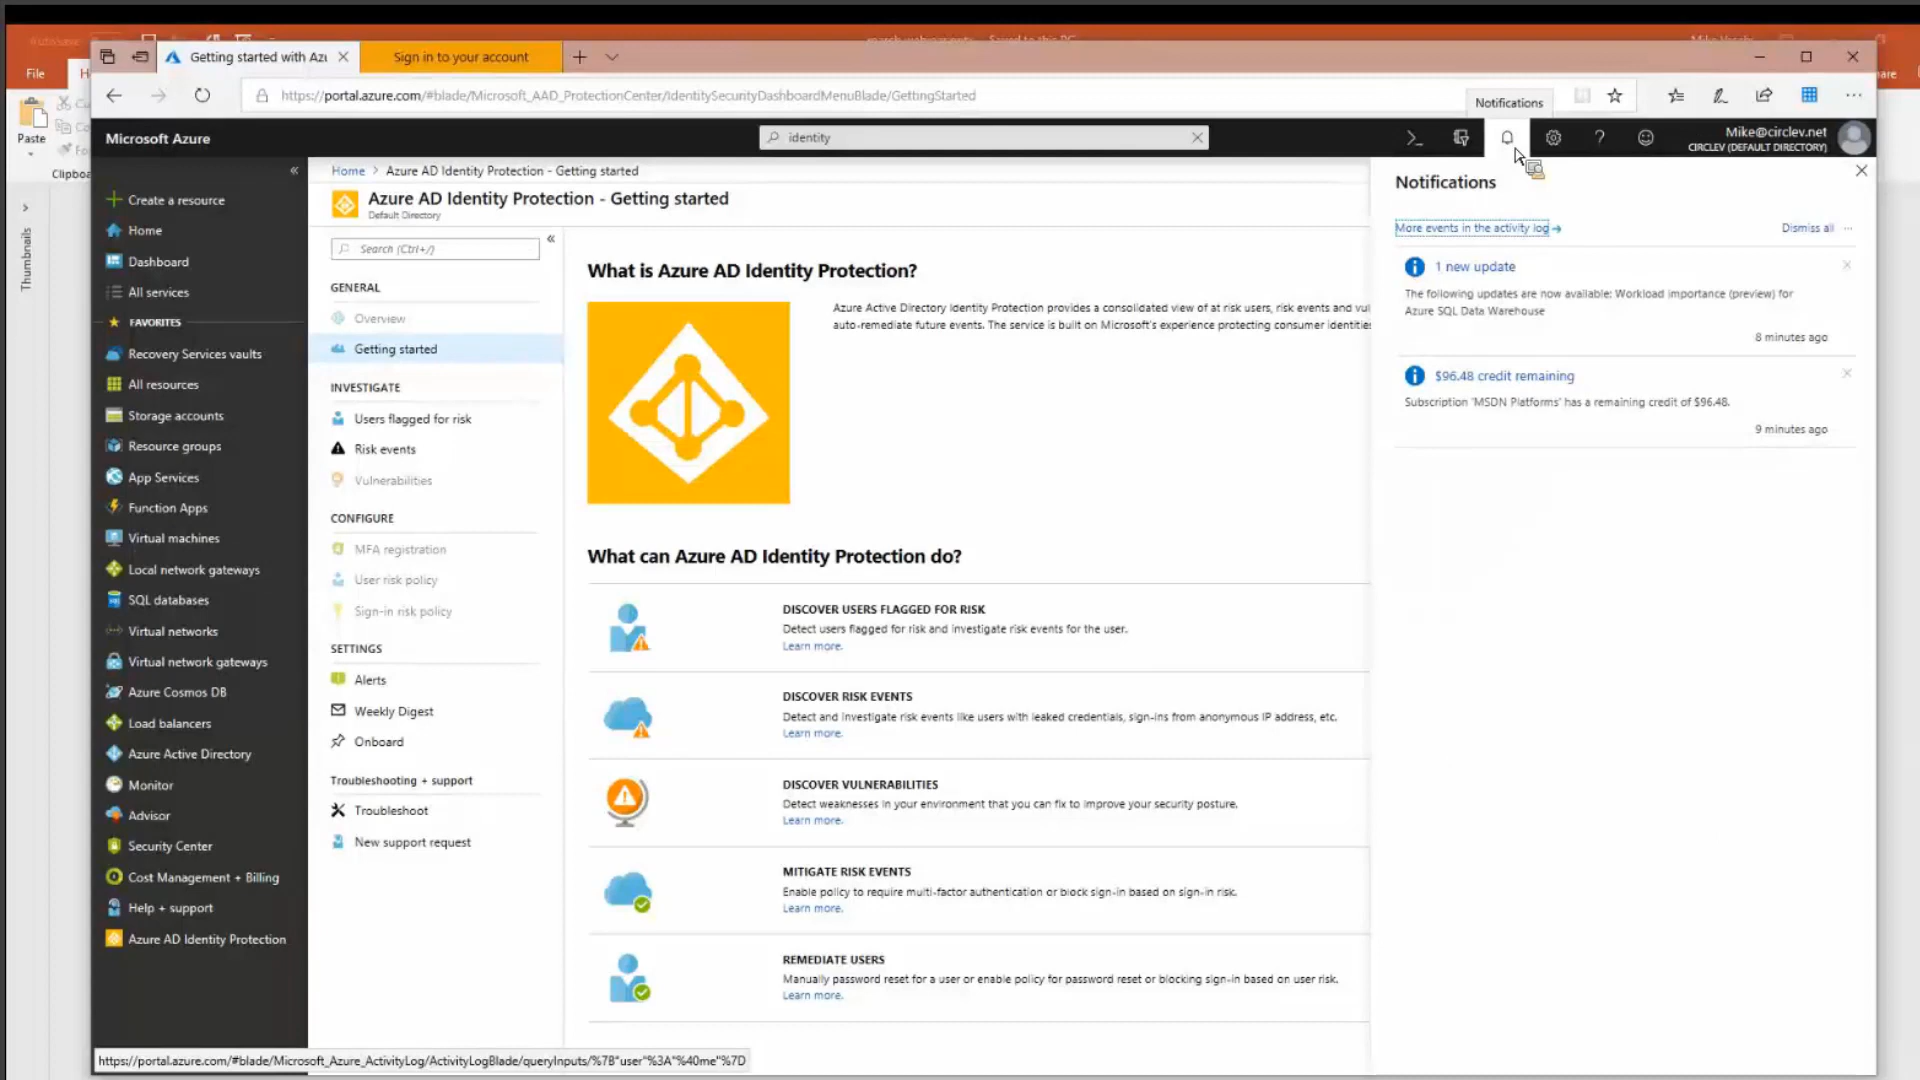 File
Paste
Clipboa
Thumbnails
Getting started with Azu
Sign in to your account
https://portal.azure.com/#blade/Microsoft_AAD_ProtectionCenter/IdentitySecurityDashboardMenuBlade/GettingStarted
Notifications
Microsoft Azure
identity
Mike@circlev.net
CIRCLEV (DEFAULT DIRECTORY)
Create a resource
Home
Dashboard
All services
FAVORITES
Recovery Services vaults
All resources
Storage accounts
Resource groups
App Services
Function Apps
Virtual machines
Local network gateways
SQL databases
Virtual networks
Virtual network gateways
Azure Cosmos DB
Load balancers
Azure Active Directory
Monitor
Advisor
Security Center
Cost Management + Billing
Help + support
Azure AD Identity Protection
Home > Azure AD Identity Protection - Getting started
Azure AD Identity Protection - Getting started
Default Directory
Search (Ctrl+/)
GENERAL
Overview
Getting started
INVESTIGATE
Users flagged for risk
Risk events
Vulnerabilities
CONFIGURE
MFA registration
User risk policy
Sign-in risk policy
SETTINGS
Alerts
Weekly Digest
Onboard
Troubleshooting + support
Troubleshoot
New support request
What is Azure AD Identity Protection?
Azure Active Directory Identity Protection provides a consolidated view of at risk users, risk events and vul
auto-remediate future events. The service is built on Microsoft's experience protecting consumer identities
What can Azure AD Identity Protection do?
DISCOVER USERS FLAGGED FOR RISK
Detect users flagged for risk and investigate risk events for the user.
Learn more.
DISCOVER RISK EVENTS
Detect and investigate risk events like users with leaked credentials, sign-ins from anonymous IP address, etc.
Learn more.
DISCOVER VULNERABILITIES
Detect weaknesses in your environment that you can fix to improve your security posture.
Learn more.
MITIGATE RISK EVENTS
Enable policy to require multi-factor authentication or block sign-in based on sign-in risk.
Learn more.
REMEDIATE USERS
Manually password reset for a user or enable policy for password reset or blocking sign-in based on user risk.
Learn more.
Notifications
More events in the activity log
Dismiss all
1 new update
The following updates are now available: Workload importance (preview) for
Azure SQL Data Warehouse
8 minutes ago
$96.48 credit remaining
Subscription 'MSDN Platforms' has a remaining credit of $96.48.
9 minutes ago
https://portal.azure.com/#blade/Microsoft_Azure_ActivityLog/ActivityLogBlade/queryInputs/%7B"user"%3A"%40me"%7D